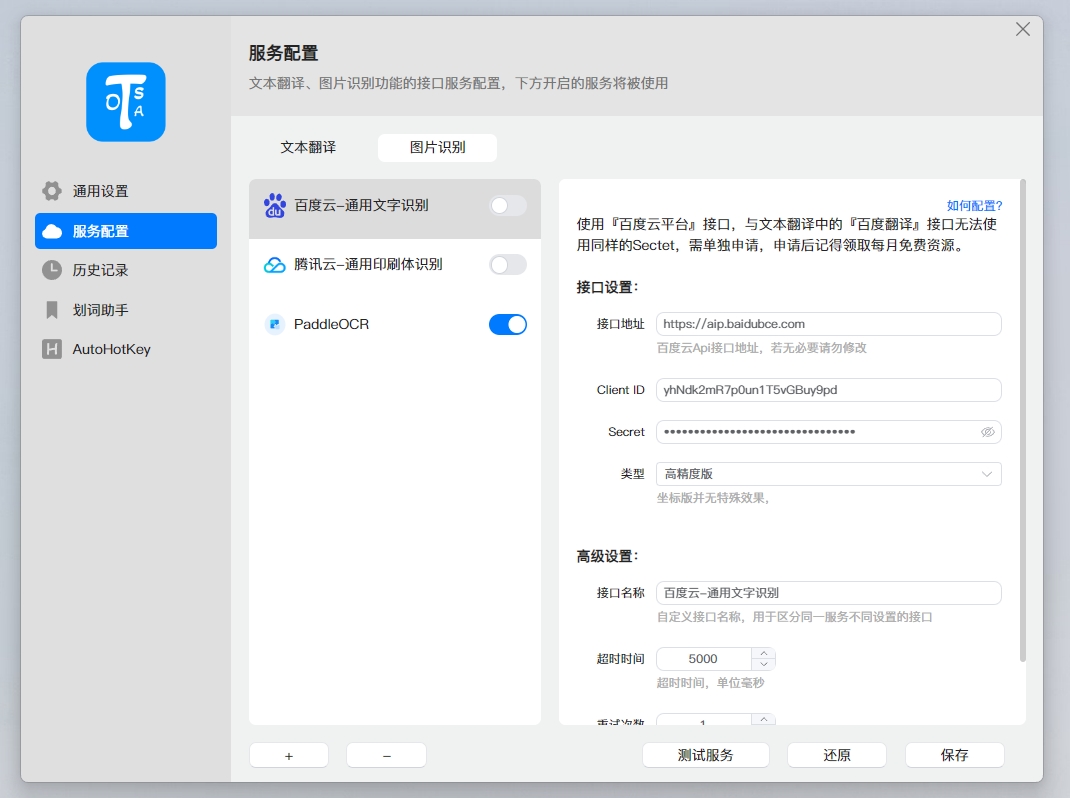 服务配置
文本翻译、图片识别功能的接口服务配置，下方开启的服务将被使用
OTSA
通用设置
服务配置
历史记录
划词助手
AutoHotKey
文本翻译
图片识别
du
百度云-通用文字识别
腾讯云-通用印刷体识别
PaddleOCR
如何配置?
使用『百度云平台』接口，与文本翻译中的『百度翻译』接口无法使
用同样的Sectet，需单独申请，申请后记得领取每月免费资源。
接口设置：
接口地址 https://aip.baidubce.com
百度云Api接口地址，若无必要请勿修改
Client ID yhNdk2mR7p0un1T5vGBuy9pd
Secret ••••••••••••••••••••••••••••••••
类型 高精度版
坐标版并无特殊效果，
高级设置：
接口名称 百度云-通用文字识别
自定义接口名称，用于区分同一服务不同设置的接口
超时时间 5000
超时时间，单位毫秒
重试次数 1
+
-
测试服务
还原
保存